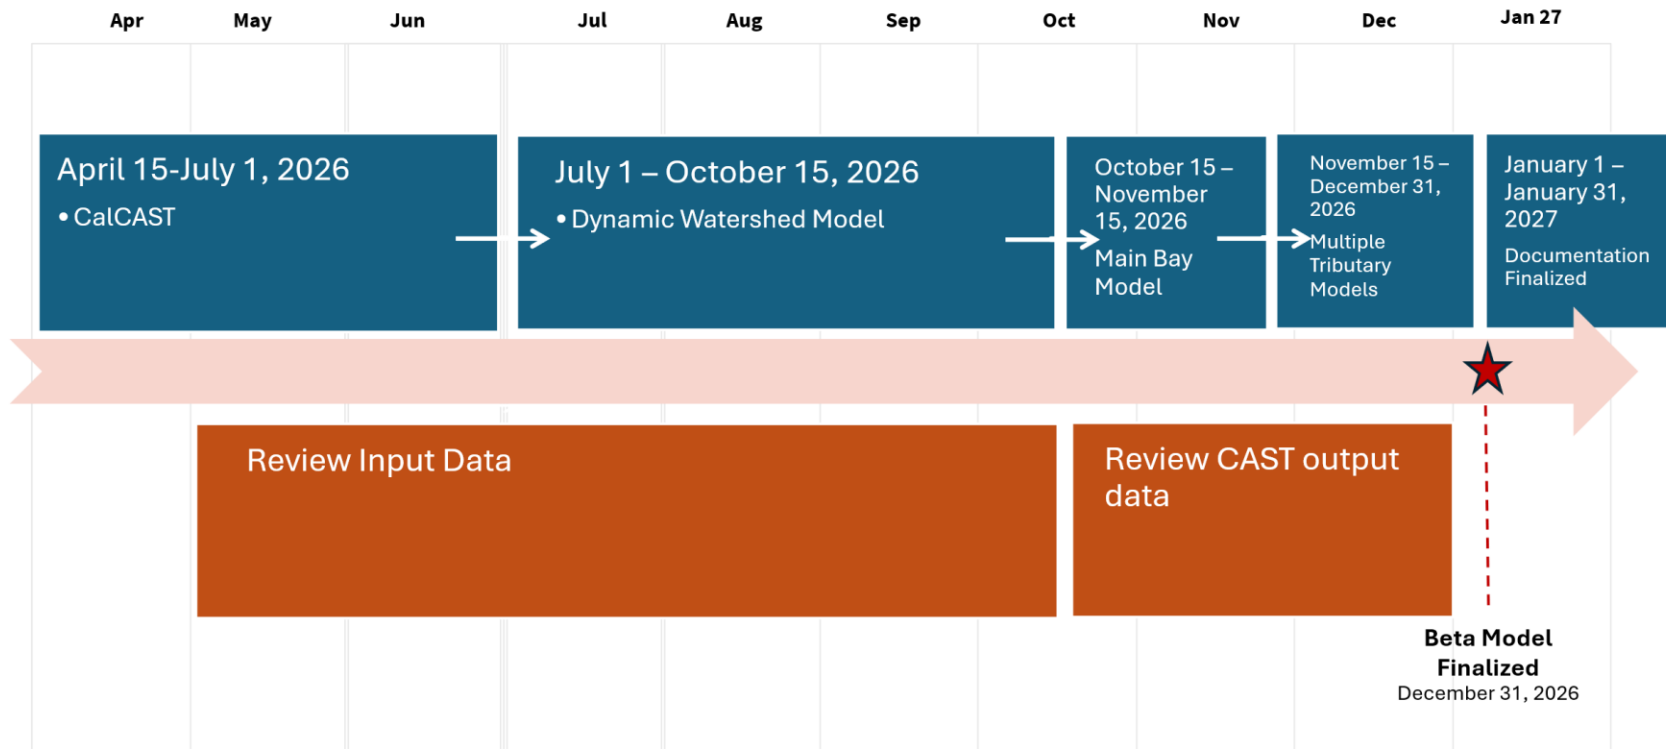 Apr May Jun Jul Aug Sep Oct Nov Dec Jan 27
April 15-July 1, 2026
• CalCAST
July 1 – October 15, 2026
• Dynamic Watershed Model
October 15 –
November
15, 2026
Main Bay
Model
November 15 –
December 31,
2026
Multiple
Tributary
Models
January 1 –
January 31,
2027
Documentation
Finalized
Review Input Data
Review CAST output
data
Beta Model
Finalized
December 31, 2026